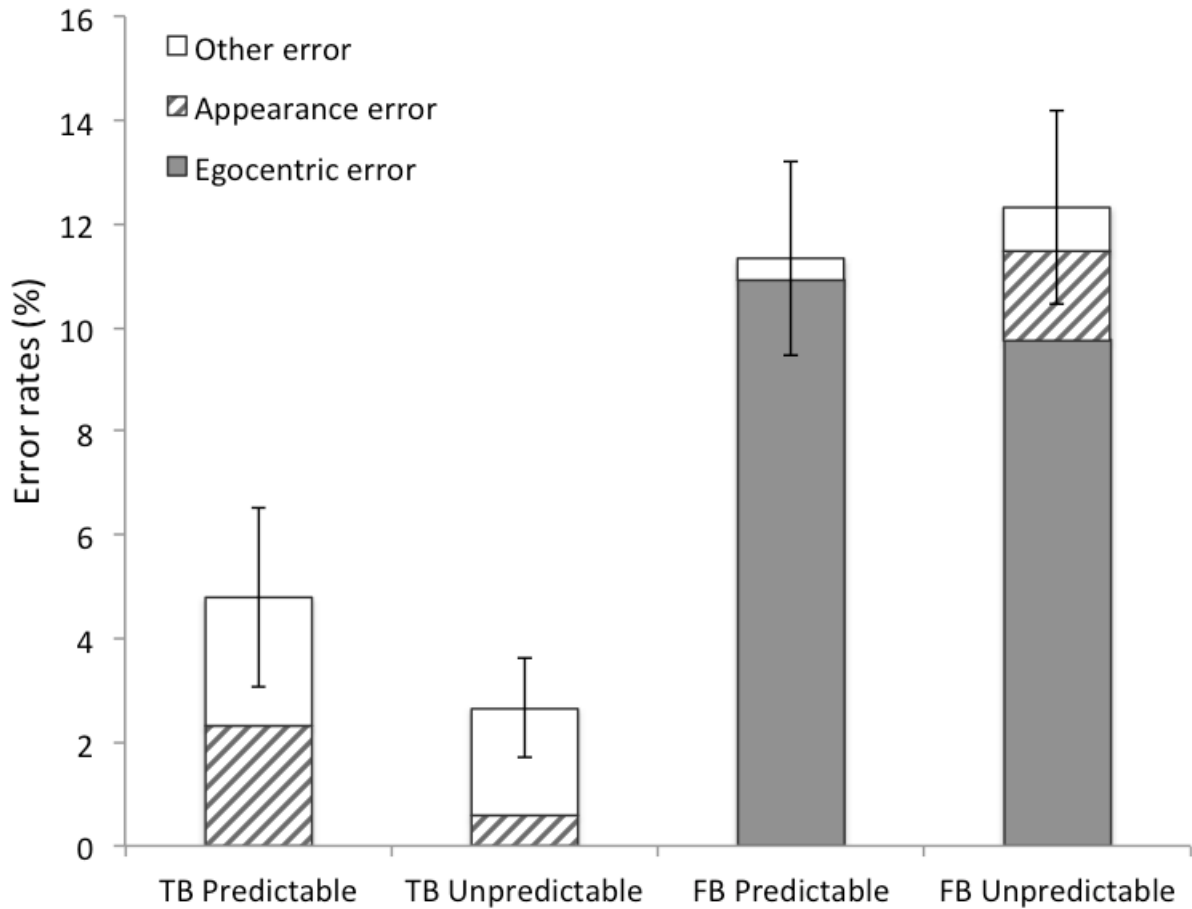 16
14
12
10
8
6
4
2
0
Error rates (%)
Other error
Appearance error
Egocentric error
TB Predictable
TB Unpredictable
FB Predictable
FB Unpredictable